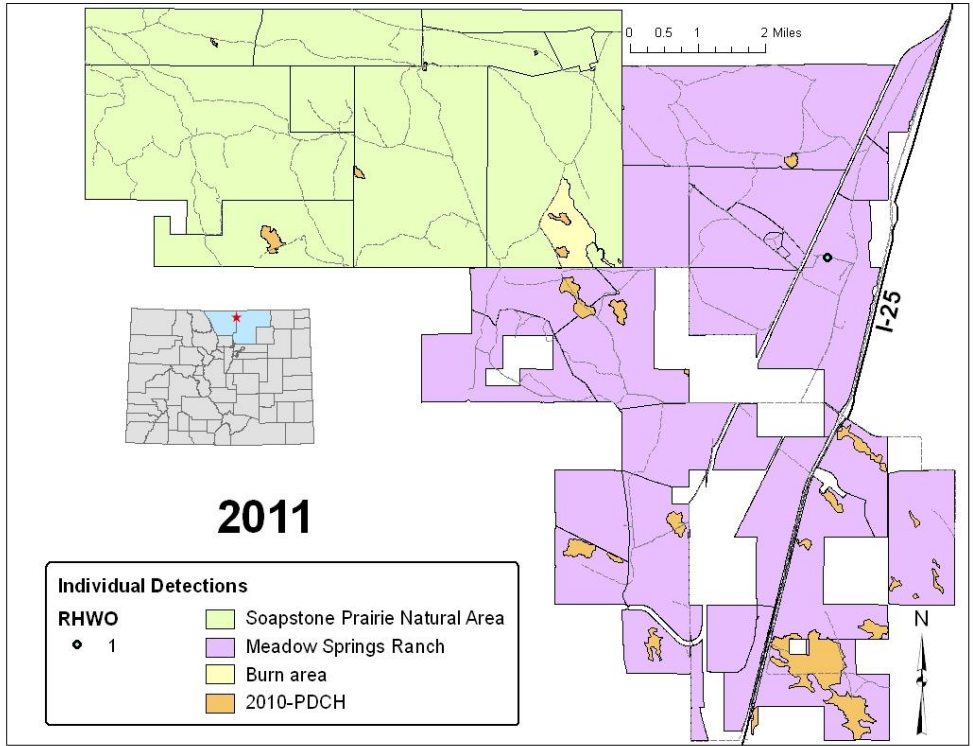 0 0.5 1 2 Miles
I-25
2011
Individual Detections
RHWO
1
Soapstone Prairie Natural Area
Meadow Springs Ranch
Burn area
2010-PDCH
N